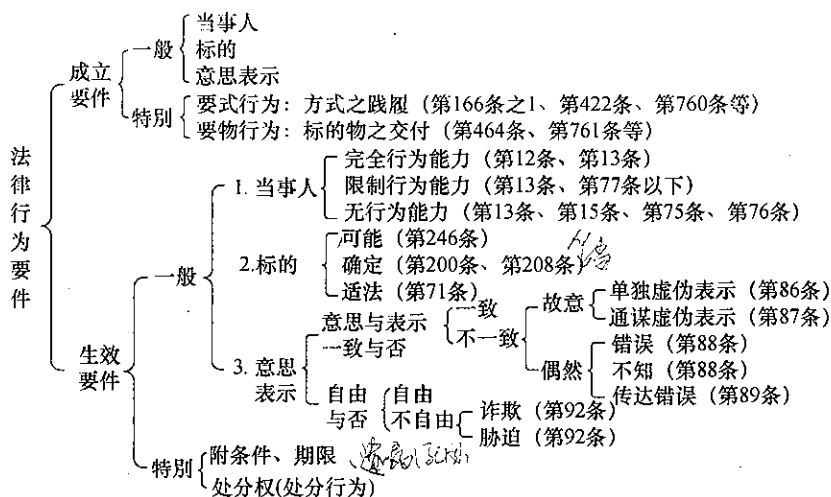 法律行为要件
成立要件
一般
当事人
标的
意思表示
特别
要式行为：方式之践履（第166条之1、第422条、第760条等）
要物行为：标的物之交付（第464条、第761条等）
生效要件
一般
1. 当事人
完全行为能力（第12条、第13条）
限制行为能力（第13条、第77条以下）
无行为能力（第13条、第15条、第75条、第76条）
2.标的
可能（第246条）
确定（第200条、第208条）
适法（第71条）
3. 意思表示
意思与表示一致与否
一致
不一致
故意
单独虚伪表示（第86条）
通谋虚伪表示（第87条）
偶然
错误（第88条）
不知（第88条）
传达错误（第89条）
自由与否
自由
不自由
诈欺（第92条）
胁迫（第92条）
特别
附条件、期限
处分权(处分行为)